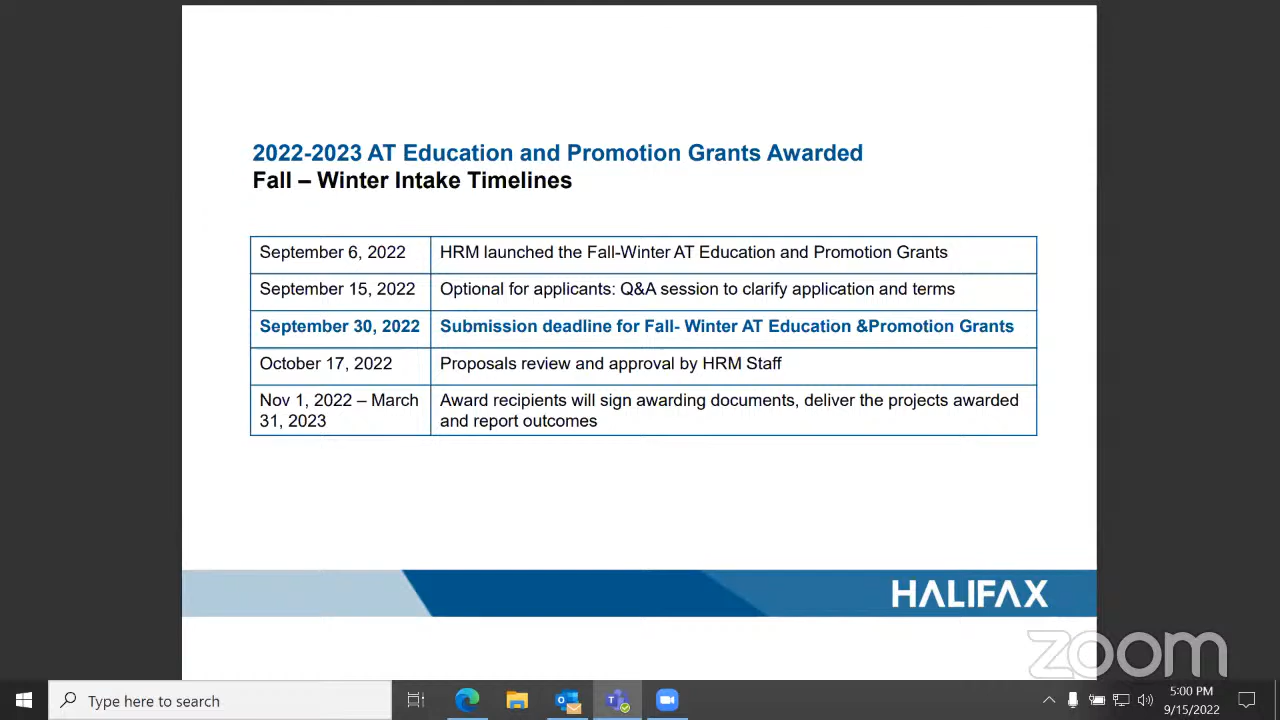 2022-2023 AT Education and Promotion Grants Awarded
Fall – Winter Intake Timelines
September 6, 2022 HRM launched the Fall-Winter AT Education and Promotion Grants
September 15, 2022 Optional for applicants: Q&A session to clarify application and terms
September 30, 2022 Submission deadline for Fall- Winter AT Education &Promotion Grants
October 17, 2022 Proposals review and approval by HRM Staff
Nov 1, 2022 – March Award recipients will sign awarding documents, deliver the projects awarded
31, 2023 and report outcomes
HALIFAX
zoom
Type here to search
5:00 PM
9/15/2022